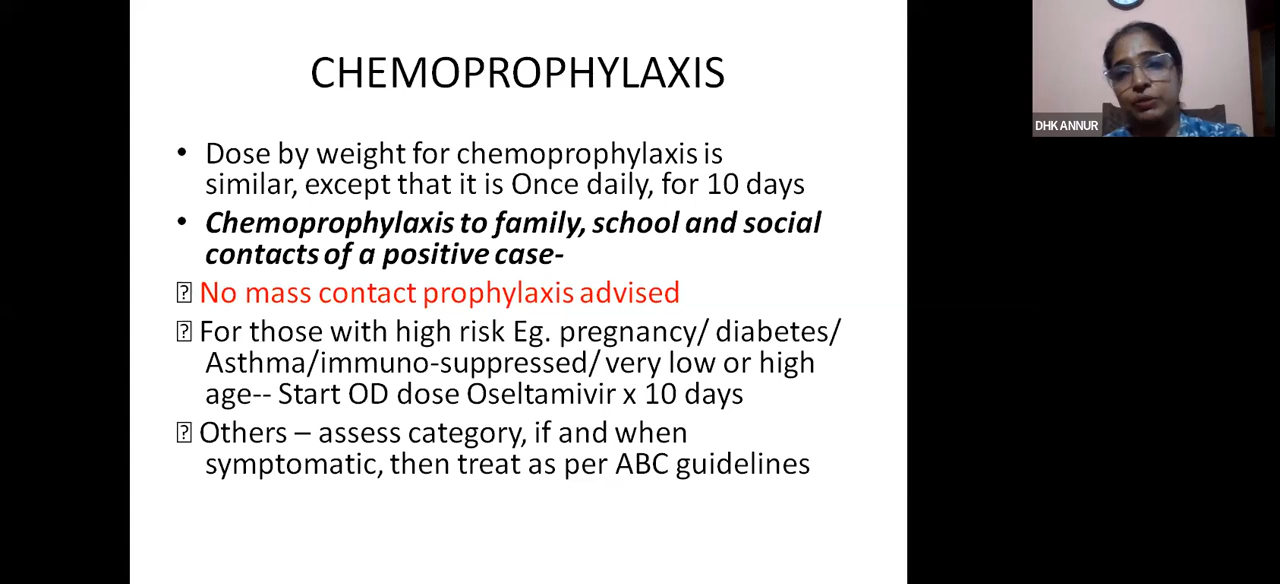 CHEMOPROPHYLAXIS
• Dose by weight for chemoprophylaxis is
similar, except that it is Once daily, for 10 days
• Chemoprophylaxis to family, school and social
contacts of a positive case-
No mass contact prophylaxis advised
For those with high risk Eg. pregnancy/ diabetes/
Asthma/immuno-suppressed/ very low or high
age-- Start OD dose Oseltamivir x 10 days
Others – assess category, if and when
symptomatic, then treat as per ABC guidelines
DHK ANNUR